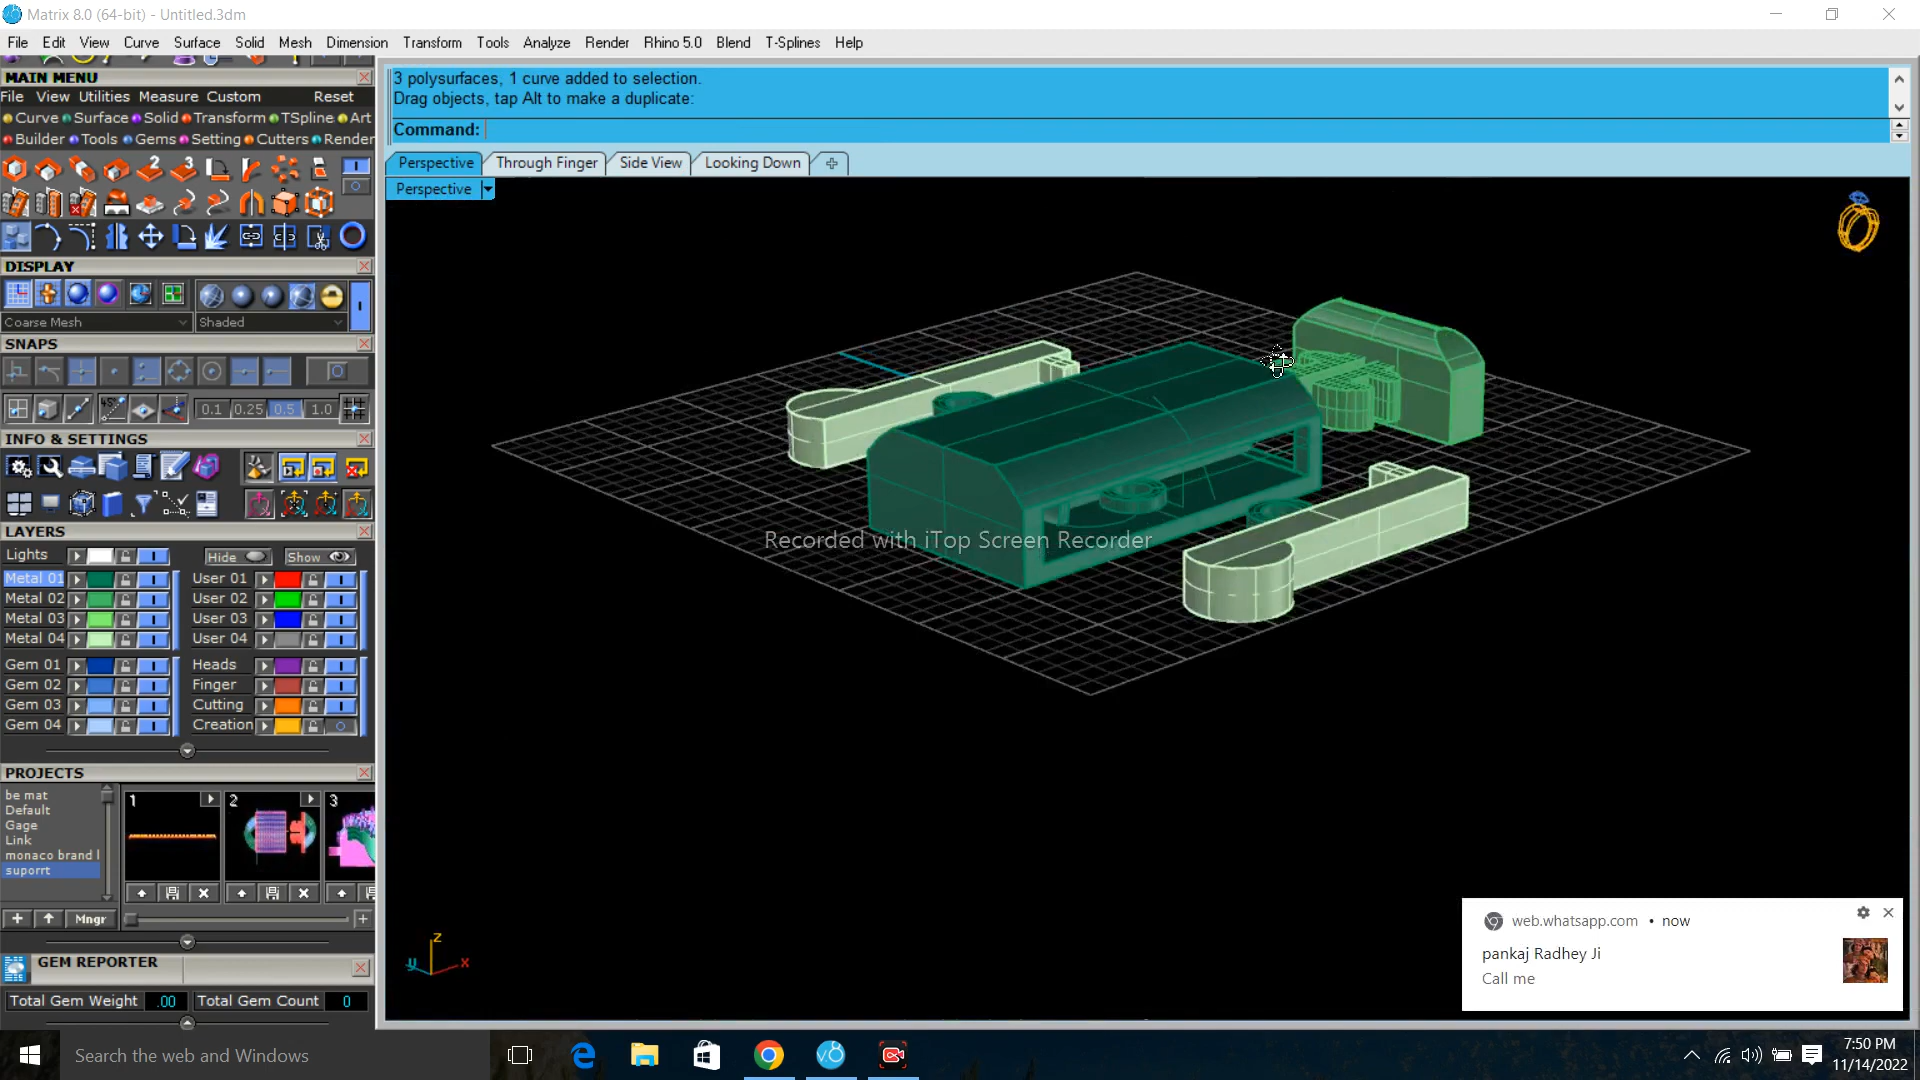 Matrix 8.0 (64-bit) - Untitled.3dm
File Edit View Curve Surface Solid Mesh Dimension Transform Tools Analyze Render Rhino 5.0 Blend T-Splines Help
MAIN MENU
File View Utilities Measure Custom Reset
Curve Surface Solid Transform TSpline Art
Builder Tools Gems Setting Cutters Render
3 polysurfaces, 1 curve added to selection.
Drag objects, tap Alt to make a duplicate:
Command:
Perspective Through Finger Side View Looking Down
Perspective
2 3
DISPLAY
Coarse Mesh Shaded
SNAPS
45°
0.1 0.25 0.5 1.0
INFO & SETTINGS
LAYERS
Lights Hide Show
Metal 01 User 01
Metal 02 User 02
Metal 03 User 03
Metal 04 User 04
Gem 01 Heads
Gem 02 Finger
Gem 03 Cutting
Gem 04 Creation
PROJECTS
be mat
Default
Gage
Link
monaco brand l
suporrt
1 2 3
Mngr
GEM REPORTER
Total Gem Weight .00 Total Gem Count 0
Recorded with iTop Screen Recorder
z
y x
web.whatsapp.com • now
pankaj Radhey Ji
Call me
Search the web and Windows
7:50 PM
11/14/2022